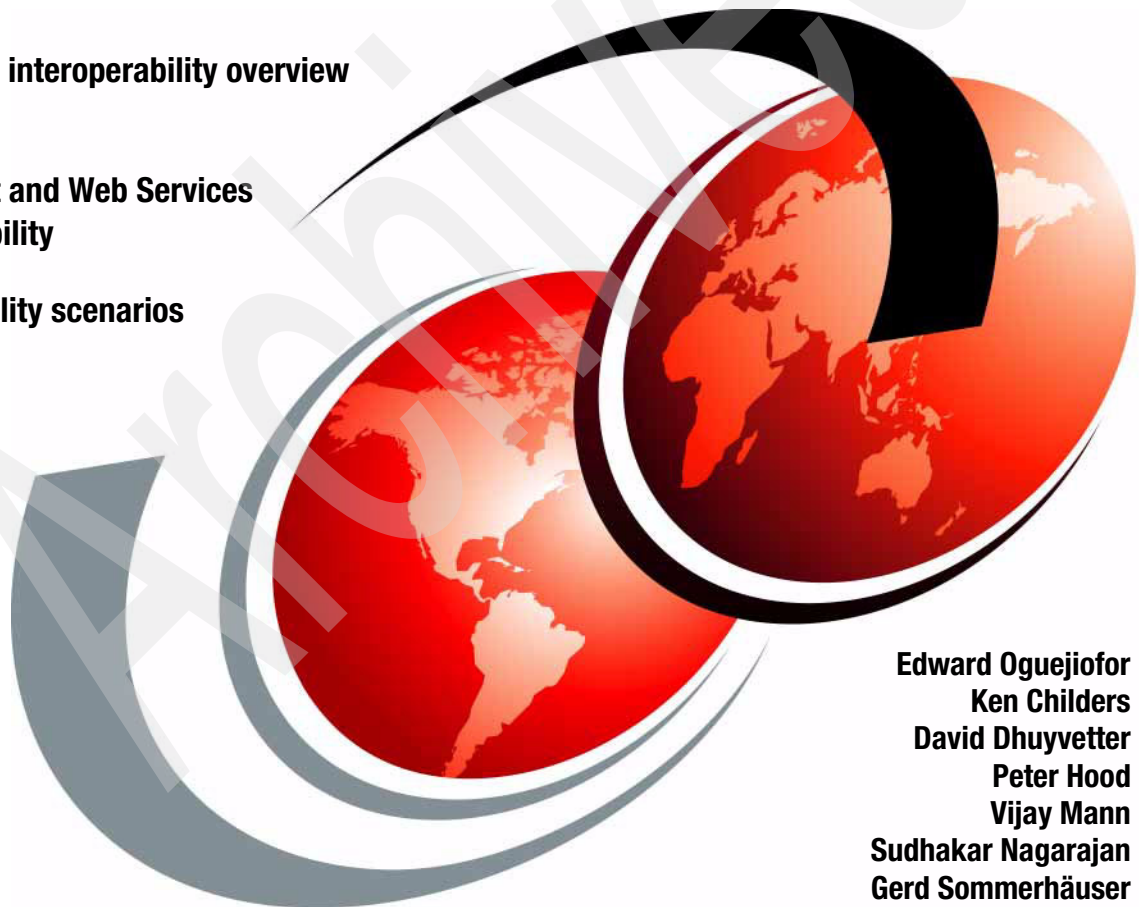 interoperability overview
t and Web Services
bility
lity scenarios
Archived
Edward Oguejiofor
Ken Childers
David Dhuyvetter
Peter Hood
Vijay Mann
Sudhakar Nagarajan
Gerd Sommerhäuser